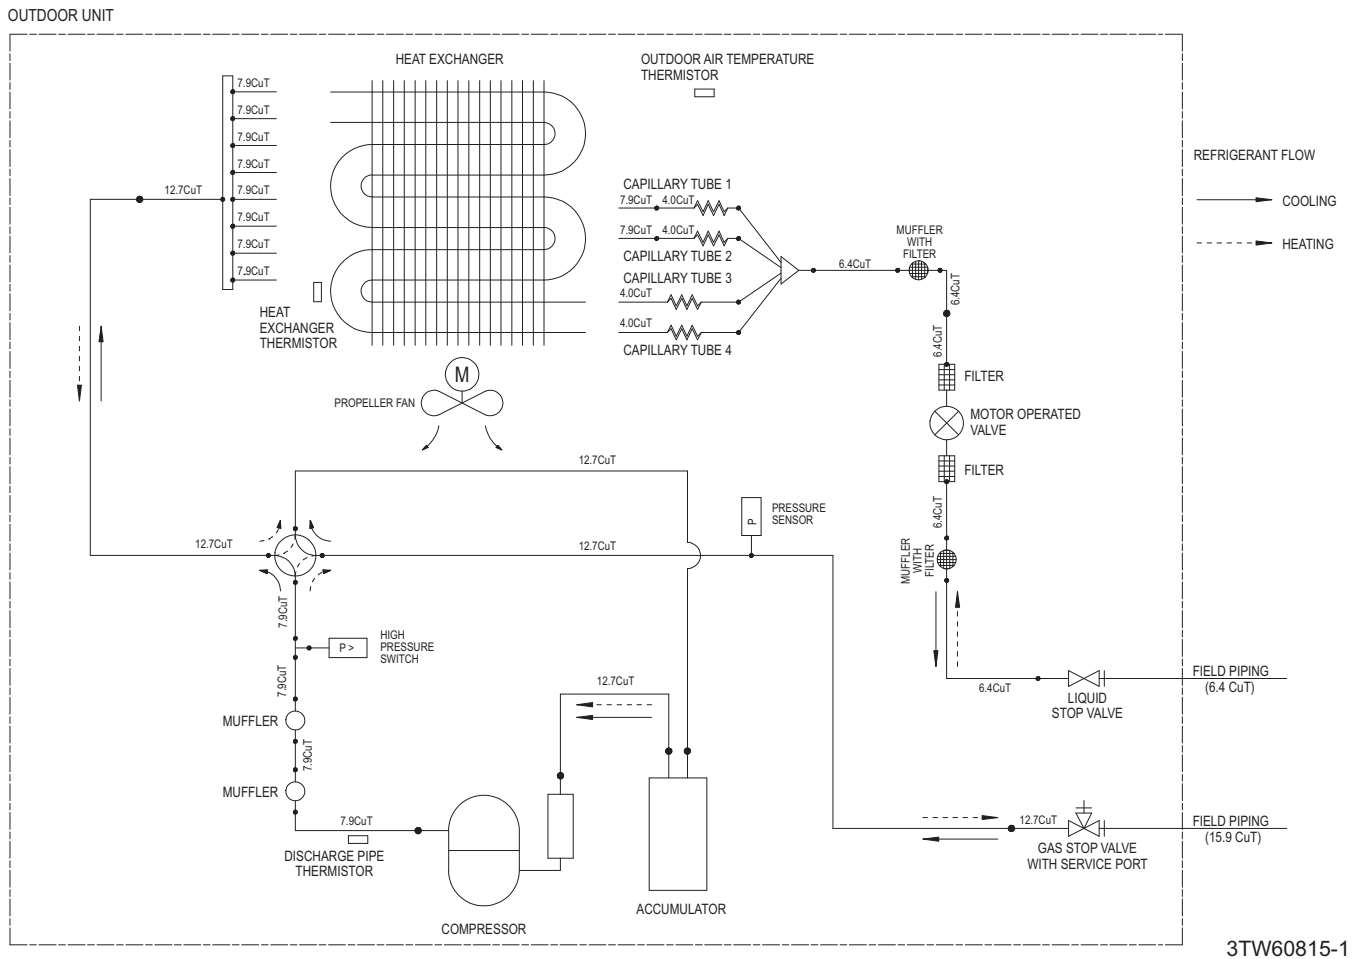 OUTDOOR UNIT
HEAT EXCHANGER
OUTDOOR AIR TEMPERATURE
THERMISTOR
7.9CuT
7.9CuT
7.9CuT
7.9CuT
7.9CuT
7.9CuT
7.9CuT
7.9CuT
12.7CuT
HEAT
EXCHANGER
THERMISTOR
CAPILLARY TUBE 1
7.9CuT 4.0CuT
7.9CuT 4.0CuT
CAPILLARY TUBE 2
CAPILLARY TUBE 3
4.0CuT
4.0CuT
CAPILLARY TUBE 4
6.4CuT
MUFFLER
WITH
FILTER
6.4CuT
6.4CuT
FILTER
MOTOR OPERATED
VALVE
FILTER
6.4CuT
MUFFLER
WITH
FILTER
REFRIGERANT FLOW
COOLING
HEATING
M
PROPELLER FAN
12.7CuT
P
PRESSURE
SENSOR
12.7CuT
12.7CuT
7.9CuT
P >
HIGH
PRESSURE
SWITCH
7.9CuT
MUFFLER
7.9CuT
MUFFLER
7.9CuT
DISCHARGE PIPE
THERMISTOR
COMPRESSOR
12.7CuT
ACCUMULATOR
6.4CuT
LIQUID
STOP VALVE
FIELD PIPING
(6.4 CuT)
12.7CuT
GAS STOP VALVE
WITH SERVICE PORT
FIELD PIPING
(15.9 CuT)
3TW60815-1